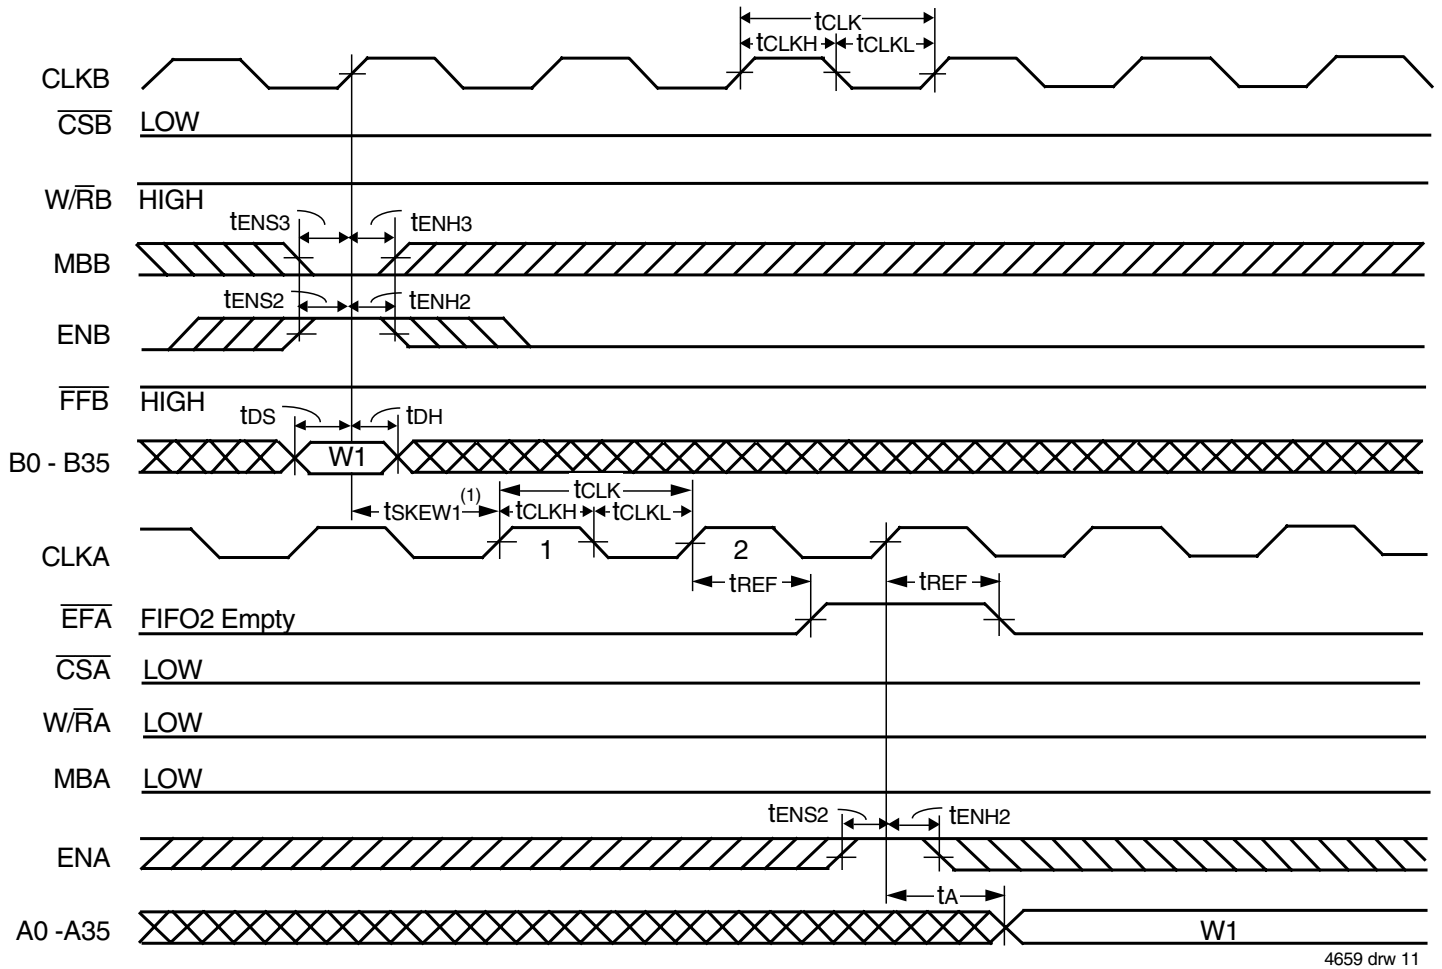 tCLK
tCLKH tCLKL
CLKB
CSB LOW
W/RB HIGH
tENS3 tENH3
MBB
tENS2 tENH2
ENB
FFB HIGH
tDS tDH
B0 - B35 W1
tSKEW1(1) tCLK
tCLKH tCLKL
CLKA 1 2
tREF tREF
EFA FIFO2 Empty
CSA LOW
W/RA LOW
MBA LOW
tENS2 tENH2
ENA
tA
A0 -A35 W1
4659 drw 11